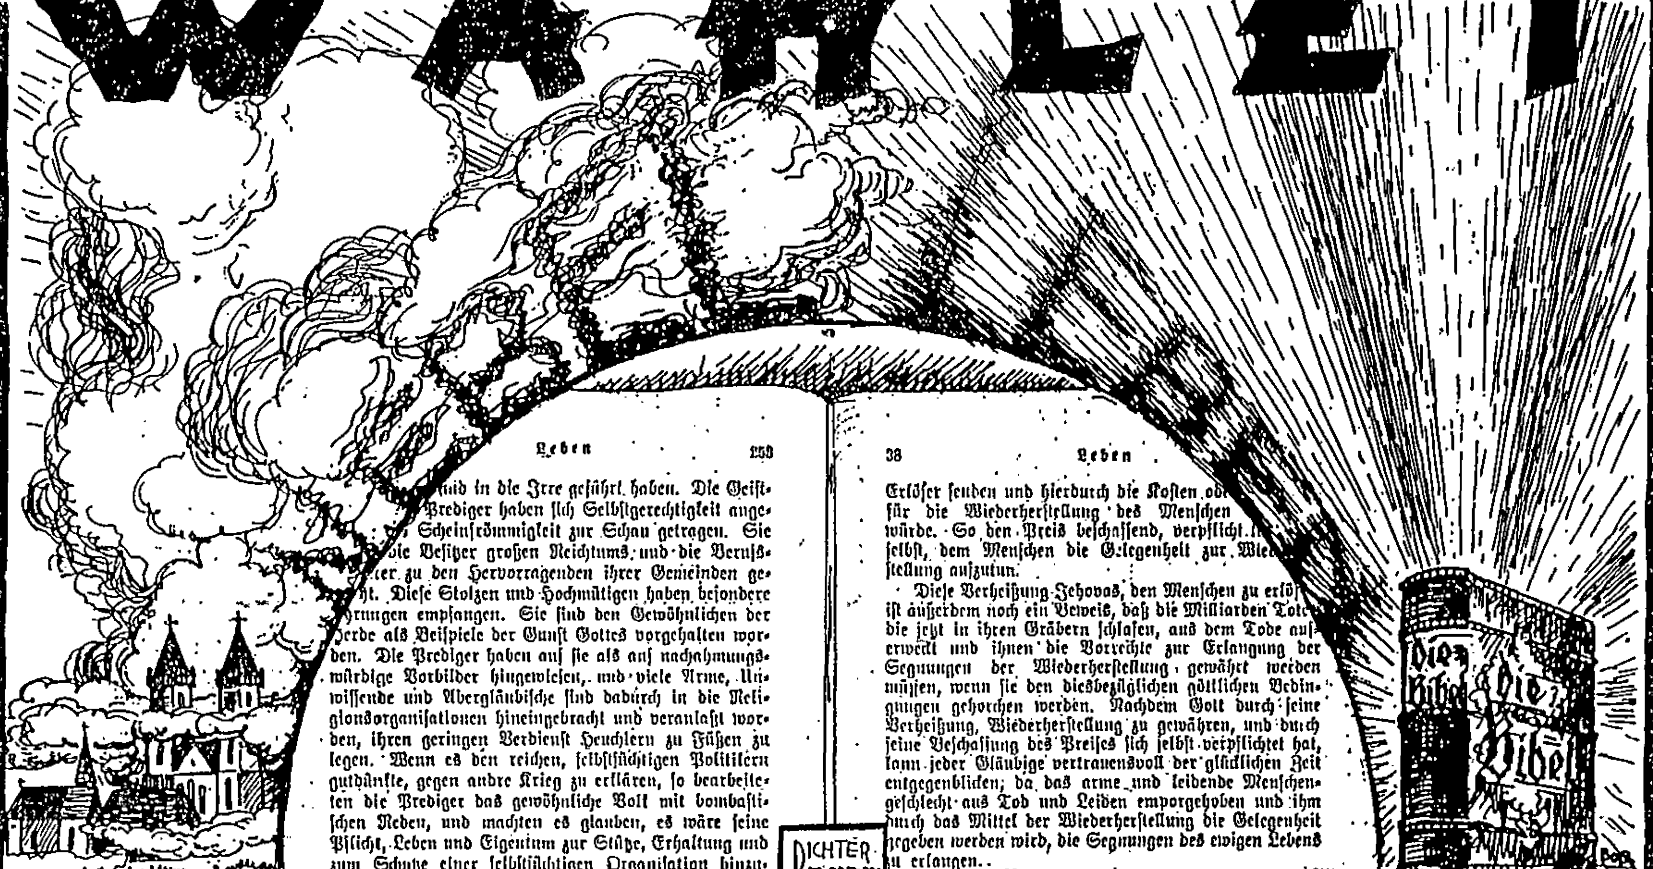 WAHLZEIT
Leben 259
sind in die Irre geführt haben. Die Geist-
Prediger haben sich Selbstgerechtigkeit ange-
Scheinfrömmigkeit zur Schau getragen. Sie
die Besitzer großen Reichtums und die Berufs-
zu den Hervorragenden ihrer Gemeinden ge-
Diese Stolzen und Hochmütigen haben besondere
empfangen. Sie sind den Gewöhnlichen der
Herde als Beispiele der Gunst Gottes vorgehalten wor-
den. Die Prediger haben auf sie als auf nachahmungs-
würdige Vorbilder hingewiesen, und viele Arme, Un-
wissende und Abergläubische sind dadurch in die Reli-
gionsorganisationen hineingebracht und veranlaßt wor-
den, ihren geringen Verdienst Heuchlern zu Füßen zu
legen. Wenn es den reichen, selbstsüchtigen Politikern
gutdünkte, gegen andre Krieg zu erklären, so bearbeite-
ten die Prediger das gewöhnliche Volk mit bombasti-
schen Reden, und machten es glauben, es wäre seine
Pflicht, Leben und Eigentum zur Stütze, Erhaltung und
zum Schutze einer selbstsüchtigen Organisation hinzu-
38 Leben
Erlöser senden und hierdurch die Kosten
für die Wiederherstellung des Menschen
würde. So den Preis beschaffend, verpflicht
selbst, dem Menschen die Gelegenheit zur
stellung aufzutun.
Diese Verheißung Jehovas, den Menschen zu erlös
ist außerdem noch ein Beweis, daß die Milliarden Tote
die jetzt in ihren Gräbern schlafen, aus dem Tode auf-
erweckt und ihnen die Vorrechte zur Erlangung der
Segnungen der Wiederherstellung gewährt werden
müssen, wenn sie den diesbezüglichen göttlichen Bedin-
gungen gehorchen werden. Nachdem Gott durch seine
Verheißung, Wiederherstellung zu gewähren, und durch
seine Beschaffung des Preises sich selbst verpflichtet hat,
kann jeder Gläubige vertrauensvoll der glücklichen Zeit
entgegenblicken, da das arme und leidende Menschen-
geschlecht aus Tod und Leiden emporgehoben und ihm
durch das Mittel der Wiederherstellung die Gelegenheit
gegeben werden wird, die Segnungen des ewigen Lebens
zu erlangen.
Die
Bibel
Die
Bibel
DICHTER